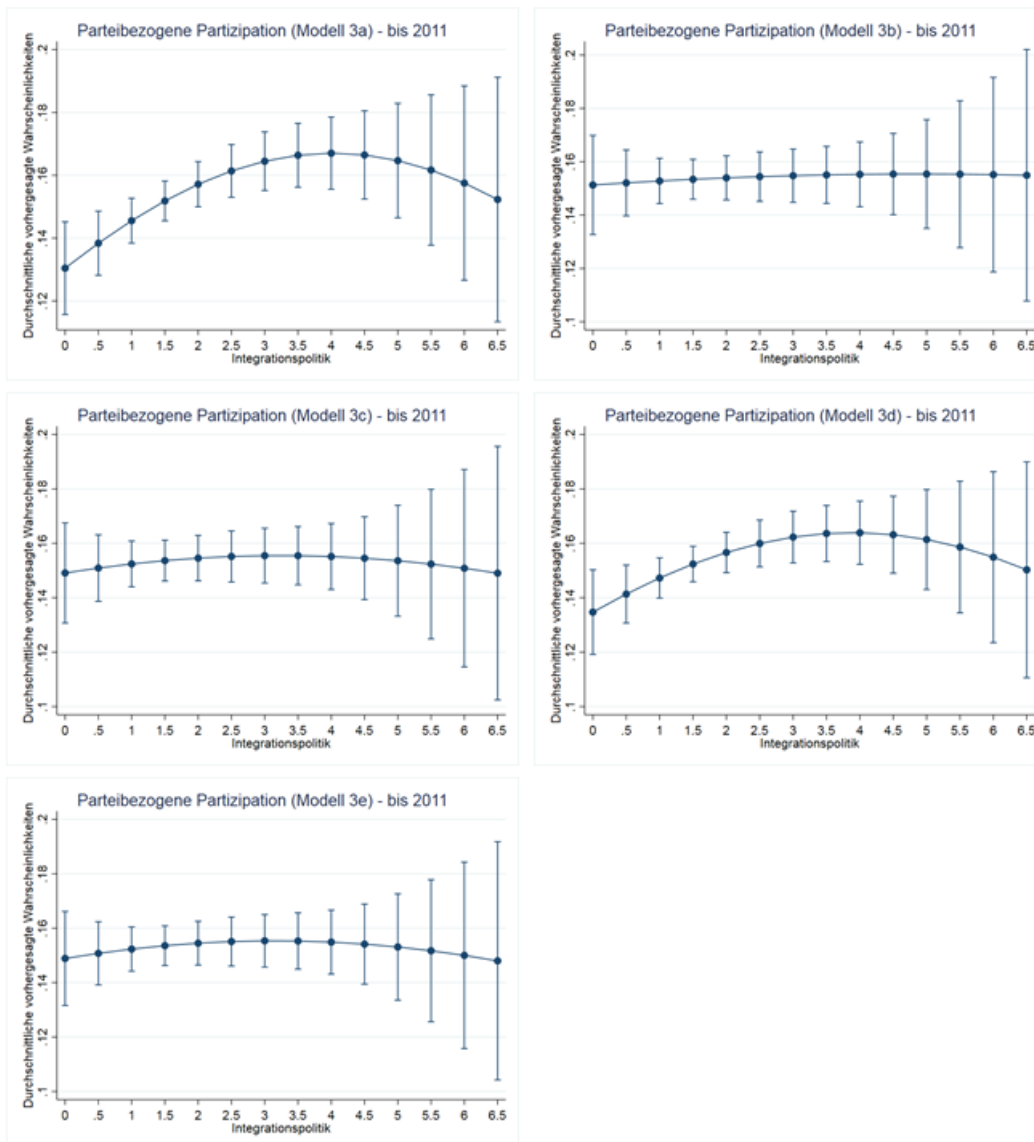 Parteibezogene Partizipation (Modell 3a) - bis 2011
Durchschnittliche vorhergesagte Wahrscheinlichkeiten
.2
.18
.16
.14
.12
0 .5 1 1.5 2 2.5 3 3.5 4 4.5 5 5.5 6 6.5
Integrationspolitik
Parteibezogene Partizipation (Modell 3b) - bis 2011
Durchschnittliche vorhergesagte Wahrscheinlichkeiten
.2
.18
.16
.14
.12
.1
0 .5 1 1.5 2 2.5 3 3.5 4 4.5 5 5.5 6 6.5
Integrationspolitik
Parteibezogene Partizipation (Modell 3c) - bis 2011
Durchschnittliche vorhergesagte Wahrscheinlichkeiten
.2
.18
.16
.14
.12
.1
0 .5 1 1.5 2 2.5 3 3.5 4 4.5 5 5.5 6 6.5
Integrationspolitik
Parteibezogene Partizipation (Modell 3d) - bis 2011
Durchschnittliche vorhergesagte Wahrscheinlichkeiten
.2
.18
.16
.14
.12
.1
0 .5 1 1.5 2 2.5 3 3.5 4 4.5 5 5.5 6 6.5
Integrationspolitik
Parteibezogene Partizipation (Modell 3e) - bis 2011
Durchschnittliche vorhergesagte Wahrscheinlichkeiten
.2
.18
.16
.14
.12
.1
0 .5 1 1.5 2 2.5 3 3.5 4 4.5 5 5.5 6 6.5
Integrationspolitik